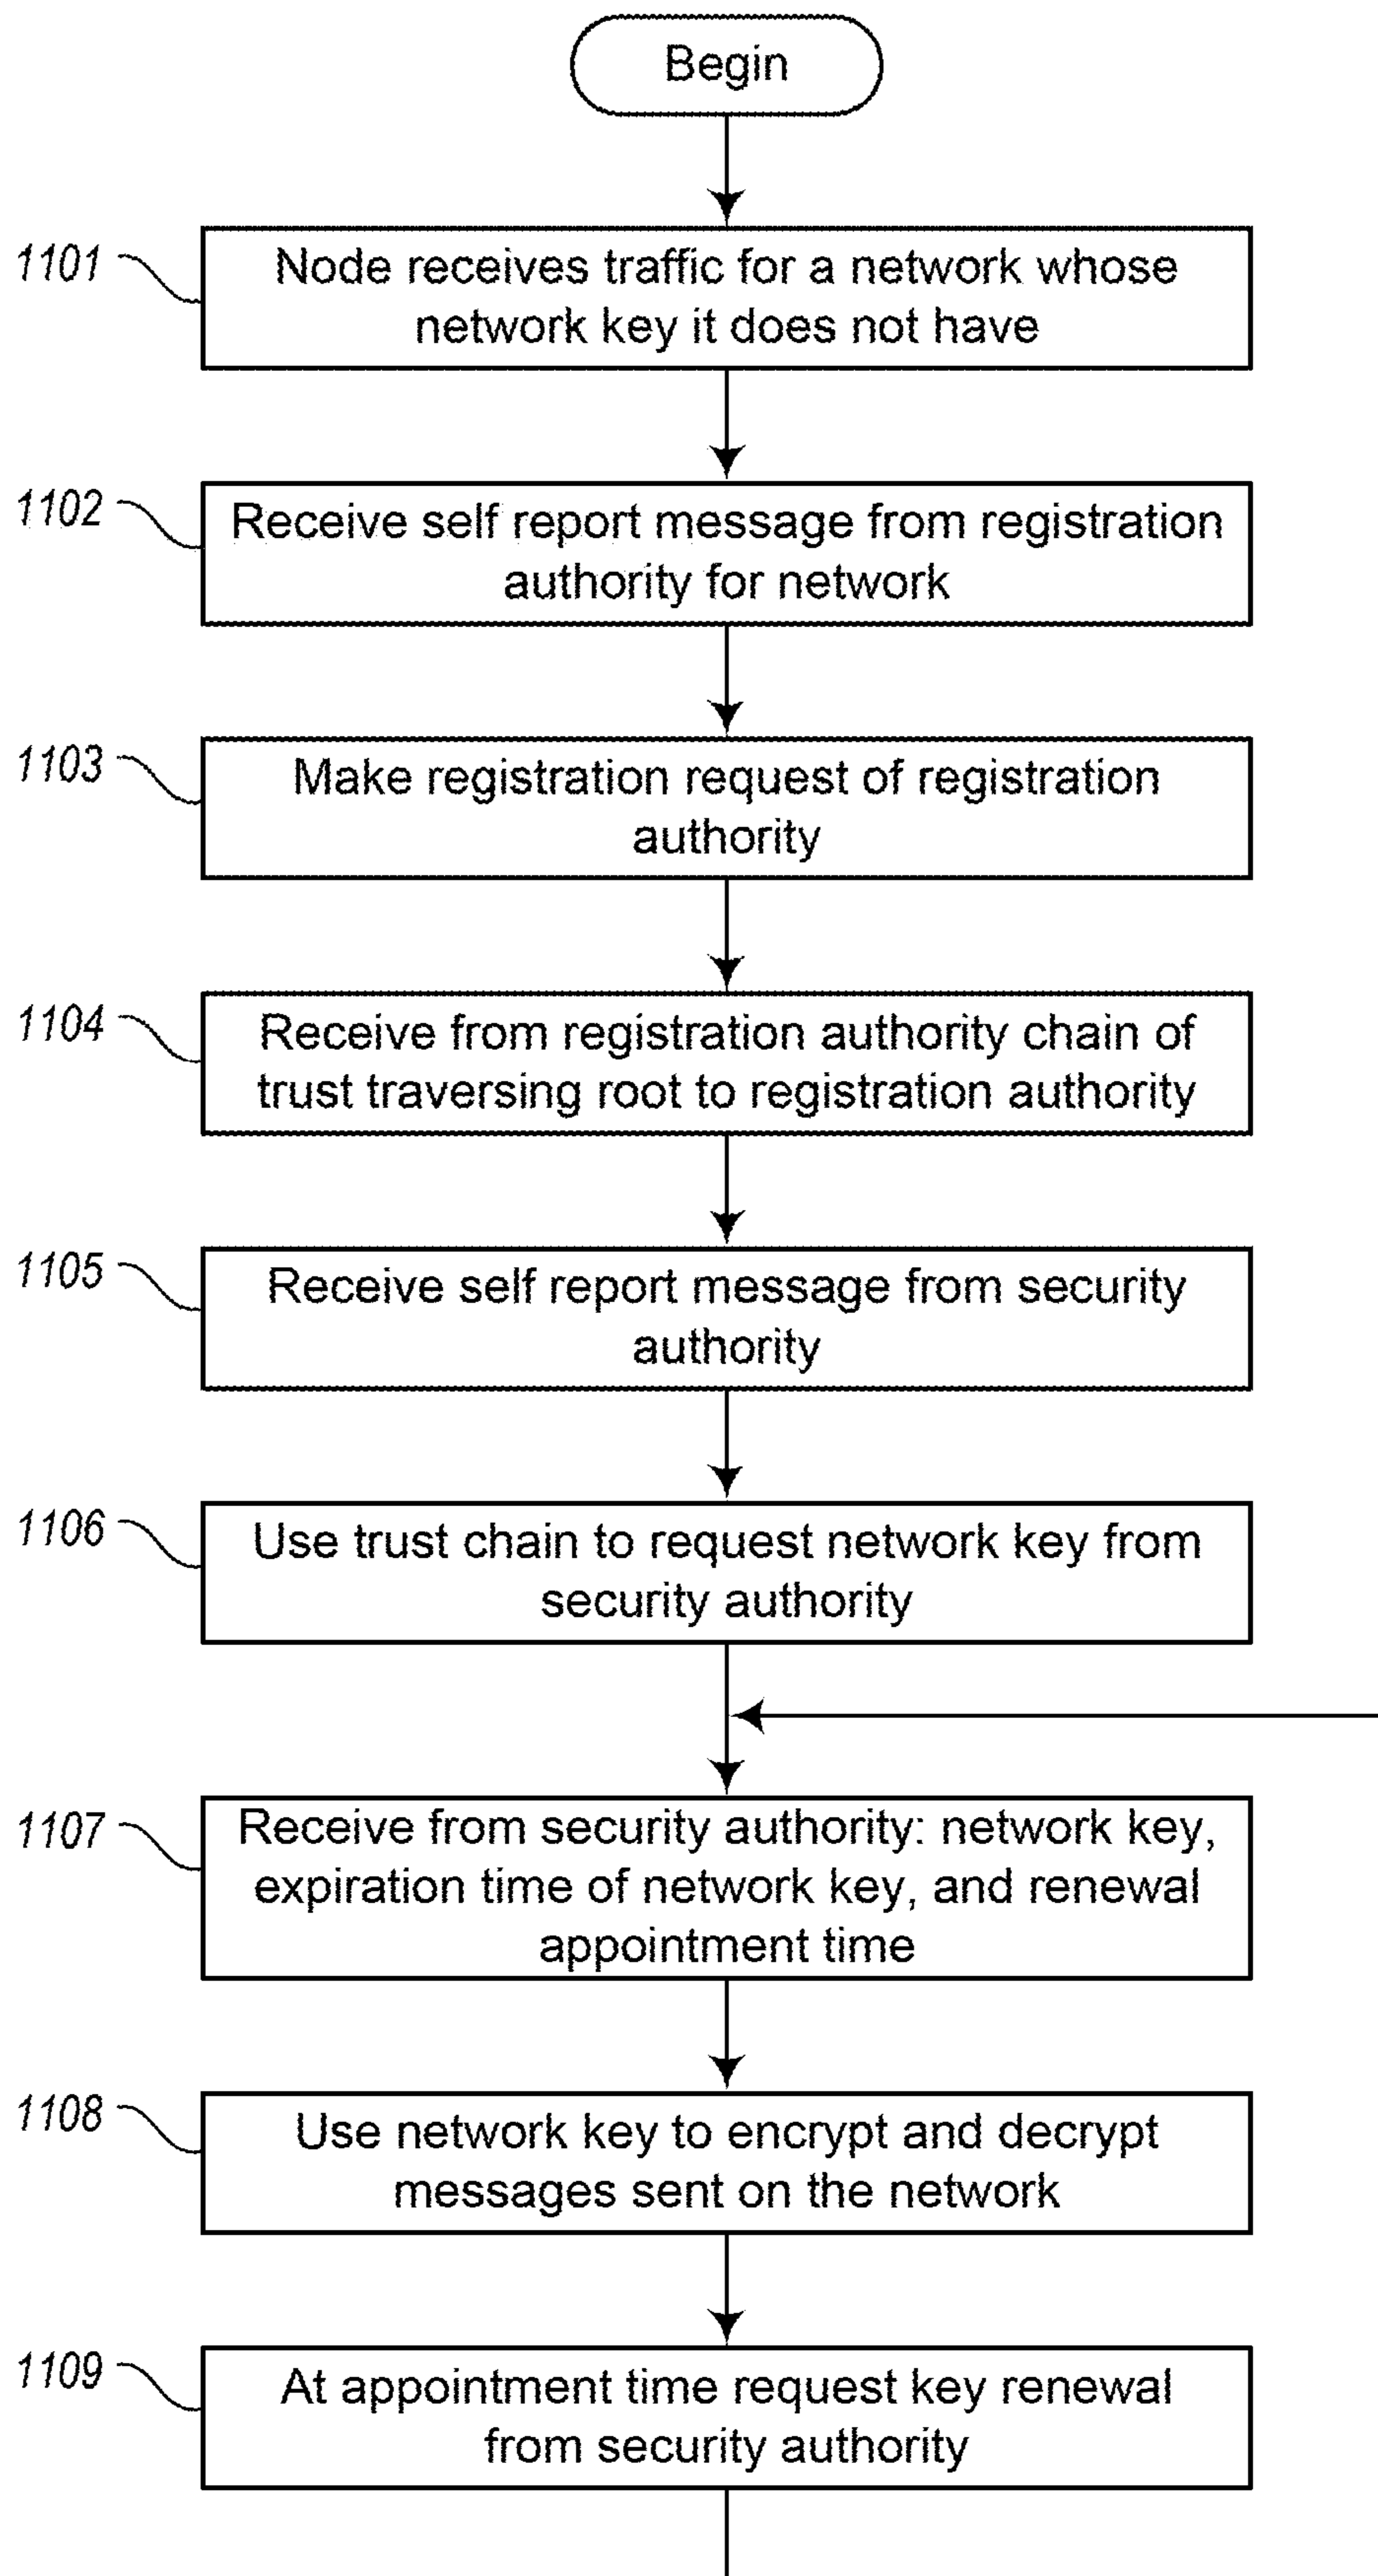 Begin
1101
Node receives traffic for a network whose
network key it does not have
1102
Receive self report message from registration
authority for network
1103
Make registration request of registration
authority
1104
Receive from registration authority chain of
trust traversing root to registration authority
1105
Receive self report message from security
authority
1106
Use trust chain to request network key from
security authority
1107
Receive from security authority: network key,
expiration time of network key, and renewal
appointment time
1108
Use network key to encrypt and decrypt
messages sent on the network
1109
At appointment time request key renewal
from security authority